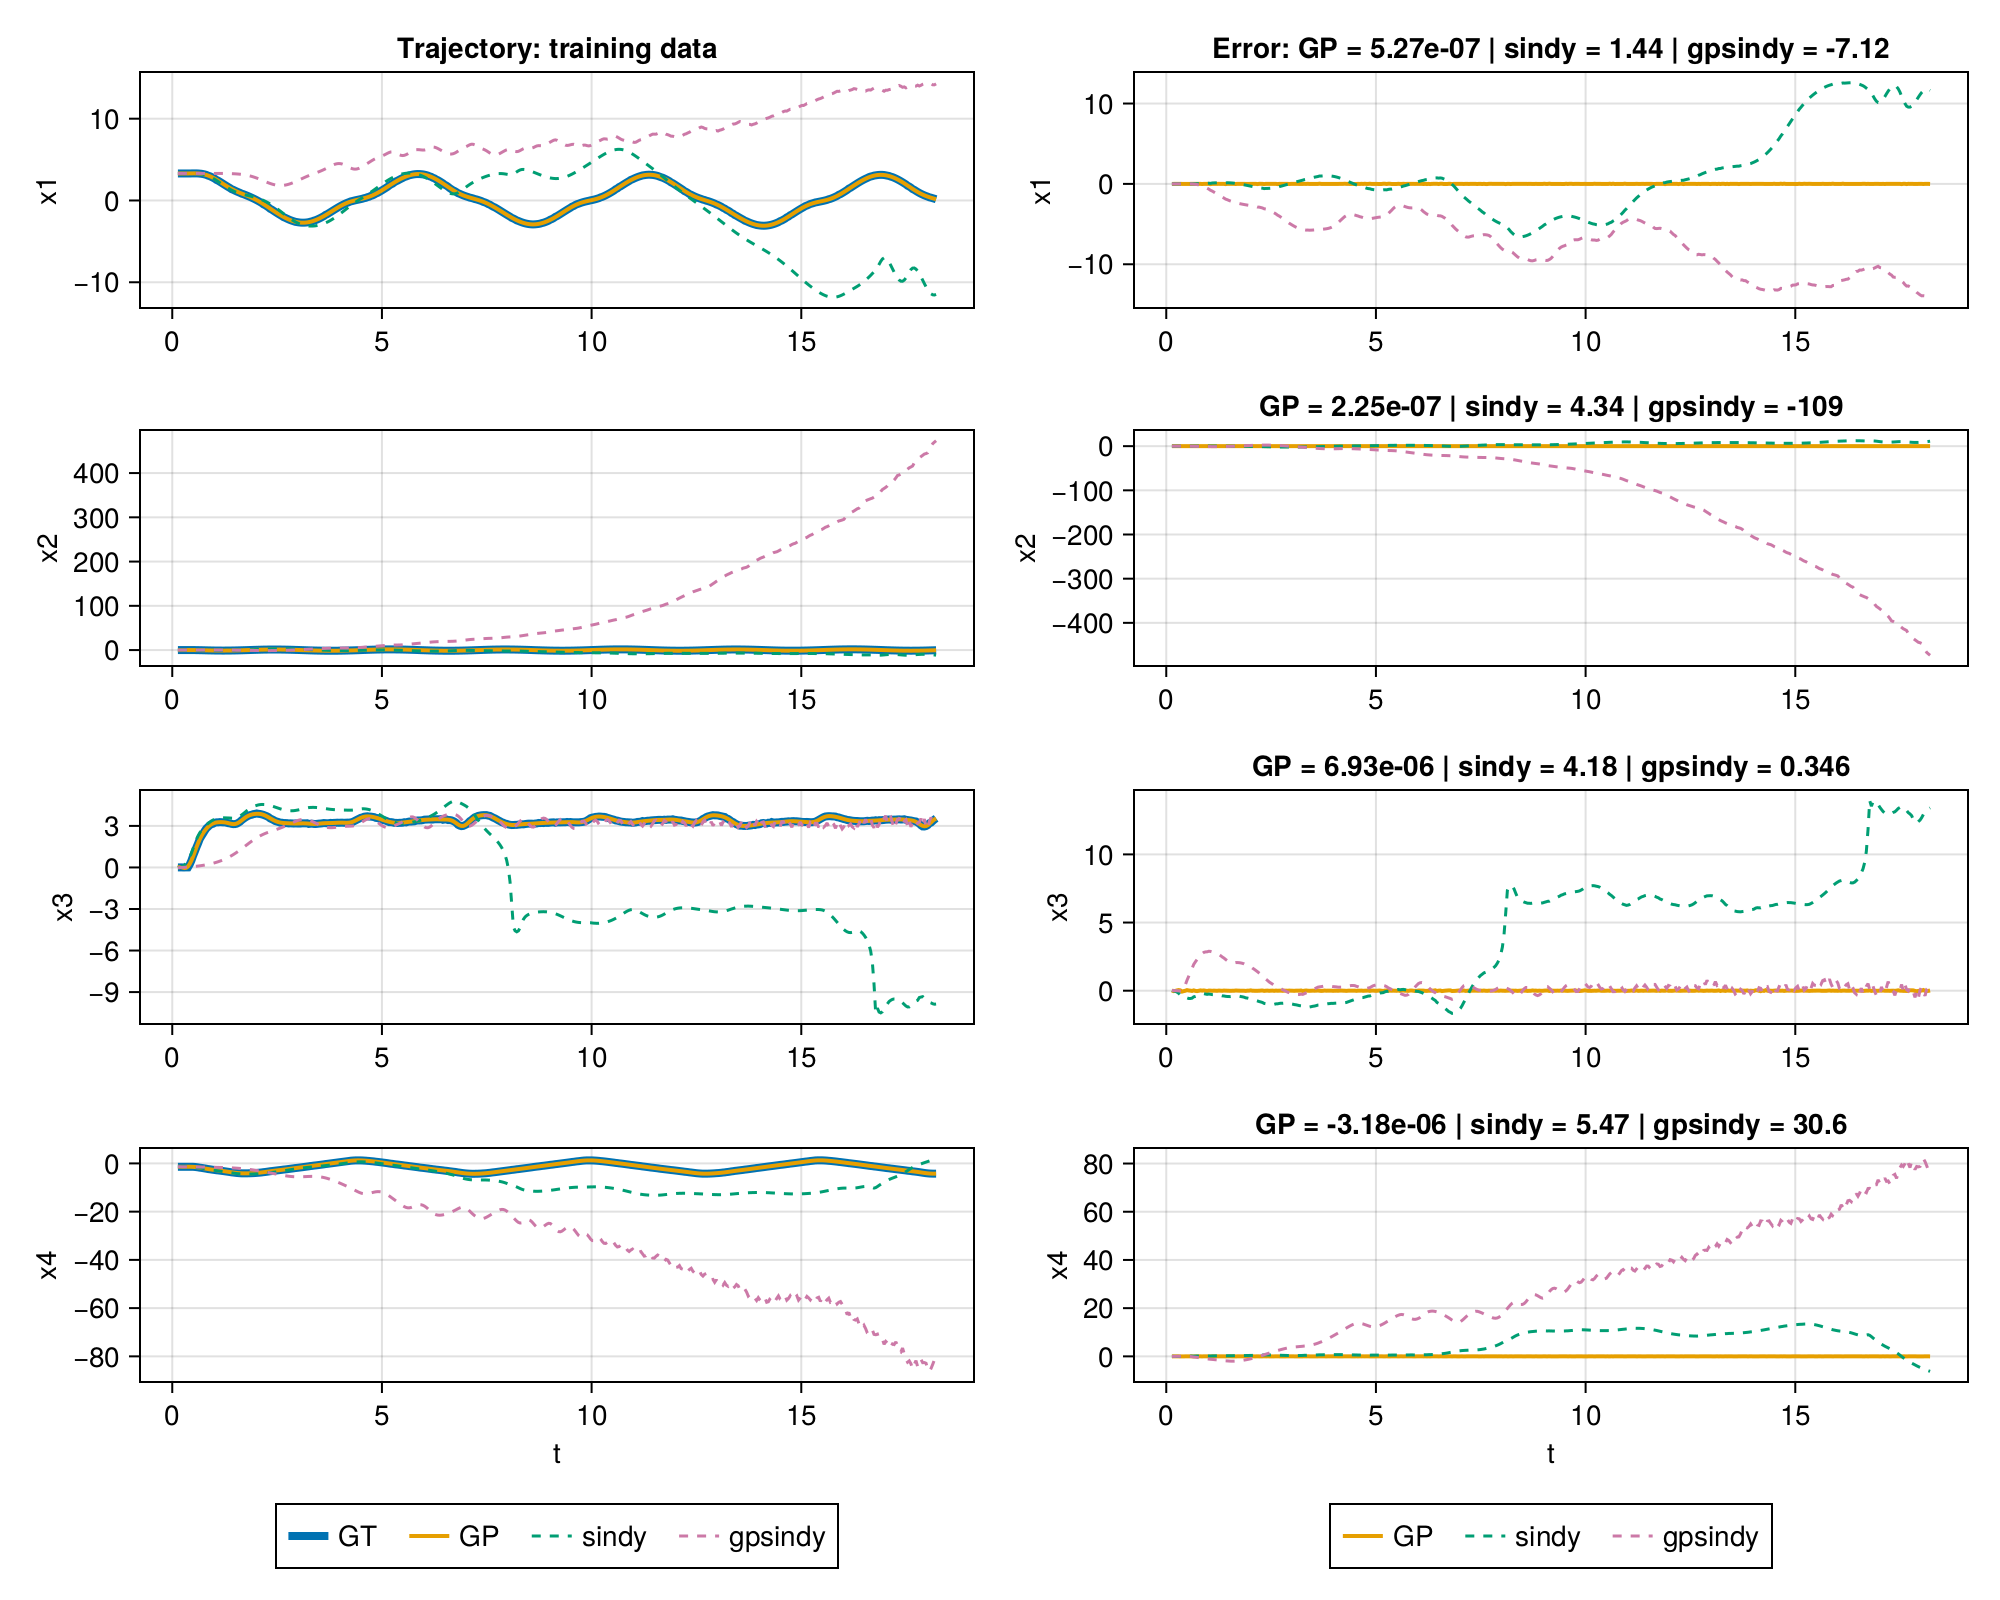 Trajectory: training data
x1
10
0
−10
0 5 10 15
Error: GP = 5.27e-07 | sindy = 1.44 | gpsindy = -7.12
x1
10
0
−10
0 5 10 15
x2
400
300
200
100
0
0 5 10 15
GP = 2.25e-07 | sindy = 4.34 | gpsindy = -109
x2
0
−100
−200
−300
−400
0 5 10 15
x3
3
0
−3
−6
−9
0 5 10 15
GP = 6.93e-06 | sindy = 4.18 | gpsindy = 0.346
x3
10
5
0
0 5 10 15
x4
0
−20
−40
−60
−80
0 5 10 15
t
GP = -3.18e-06 | sindy = 5.47 | gpsindy = 30.6
x4
80
60
40
20
0
0 5 10 15
t
GT GP sindy gpsindy
GP sindy gpsindy